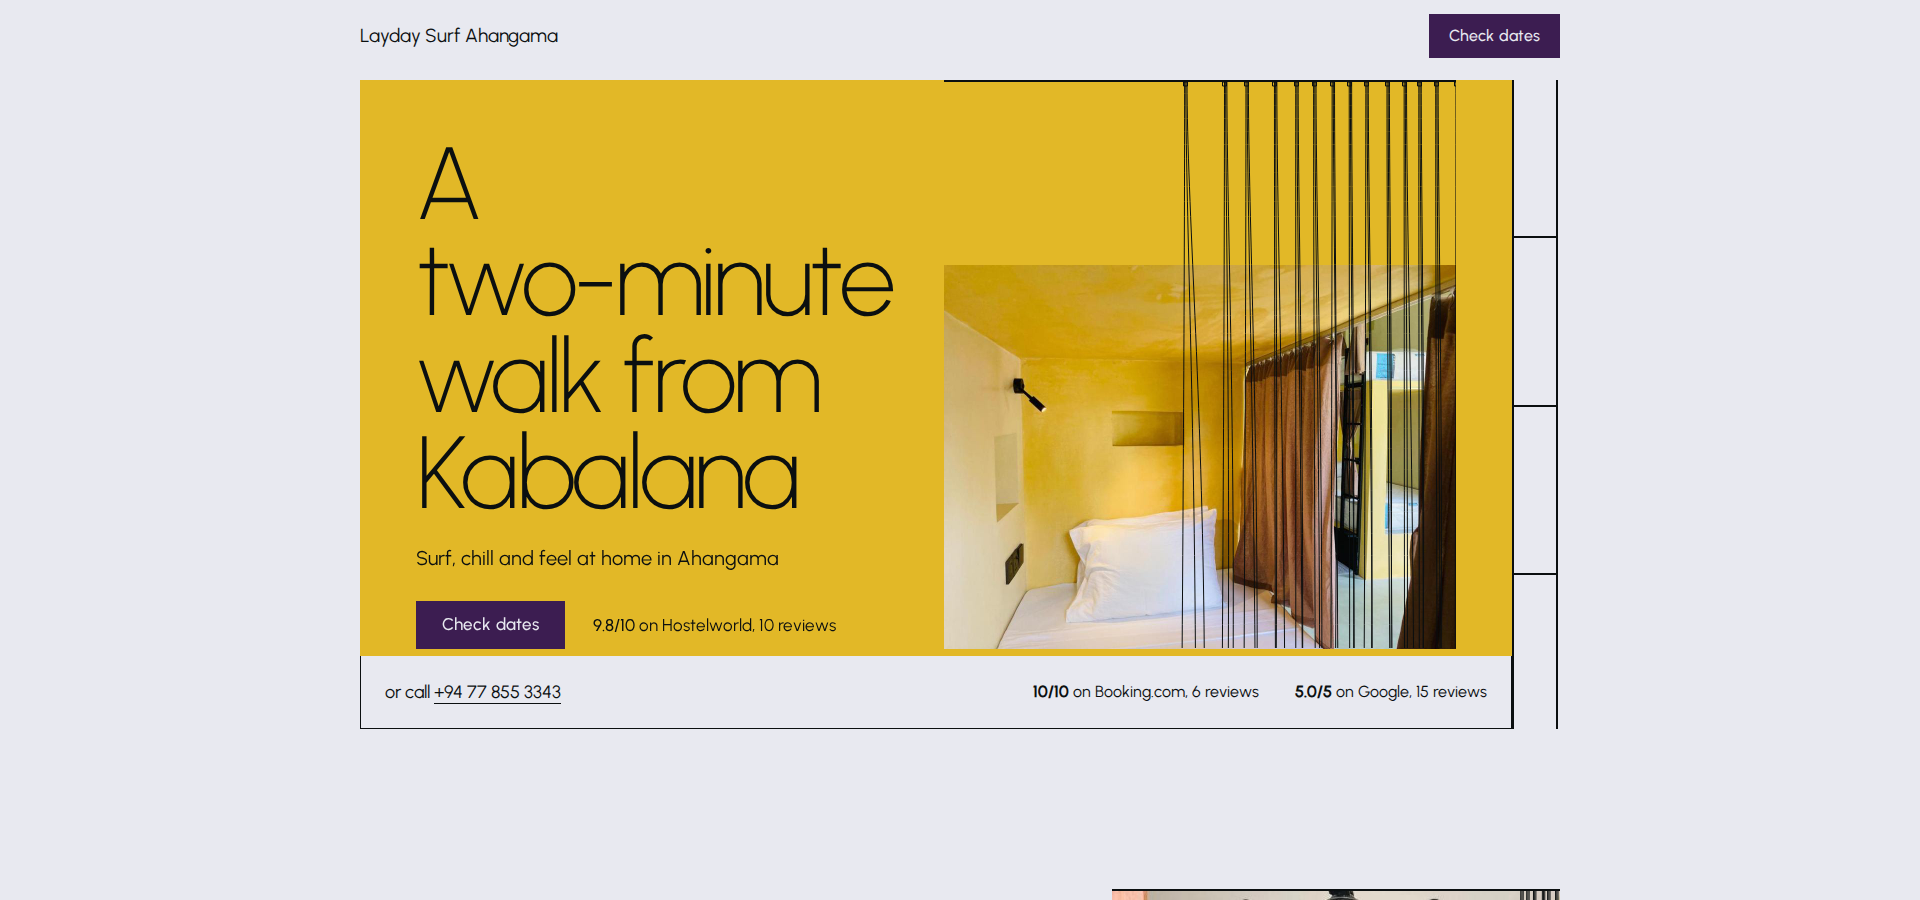 Layday Surf Ahangama
Check dates
A
two-minute
walk from
Kabalana
Surf, chill and feel at home in Ahangama
Check dates
9.8/10 on Hostelworld, 10 reviews
or call +94 77 855 3343
10/10 on Booking.com, 6 reviews
5.0/5 on Google, 15 reviews